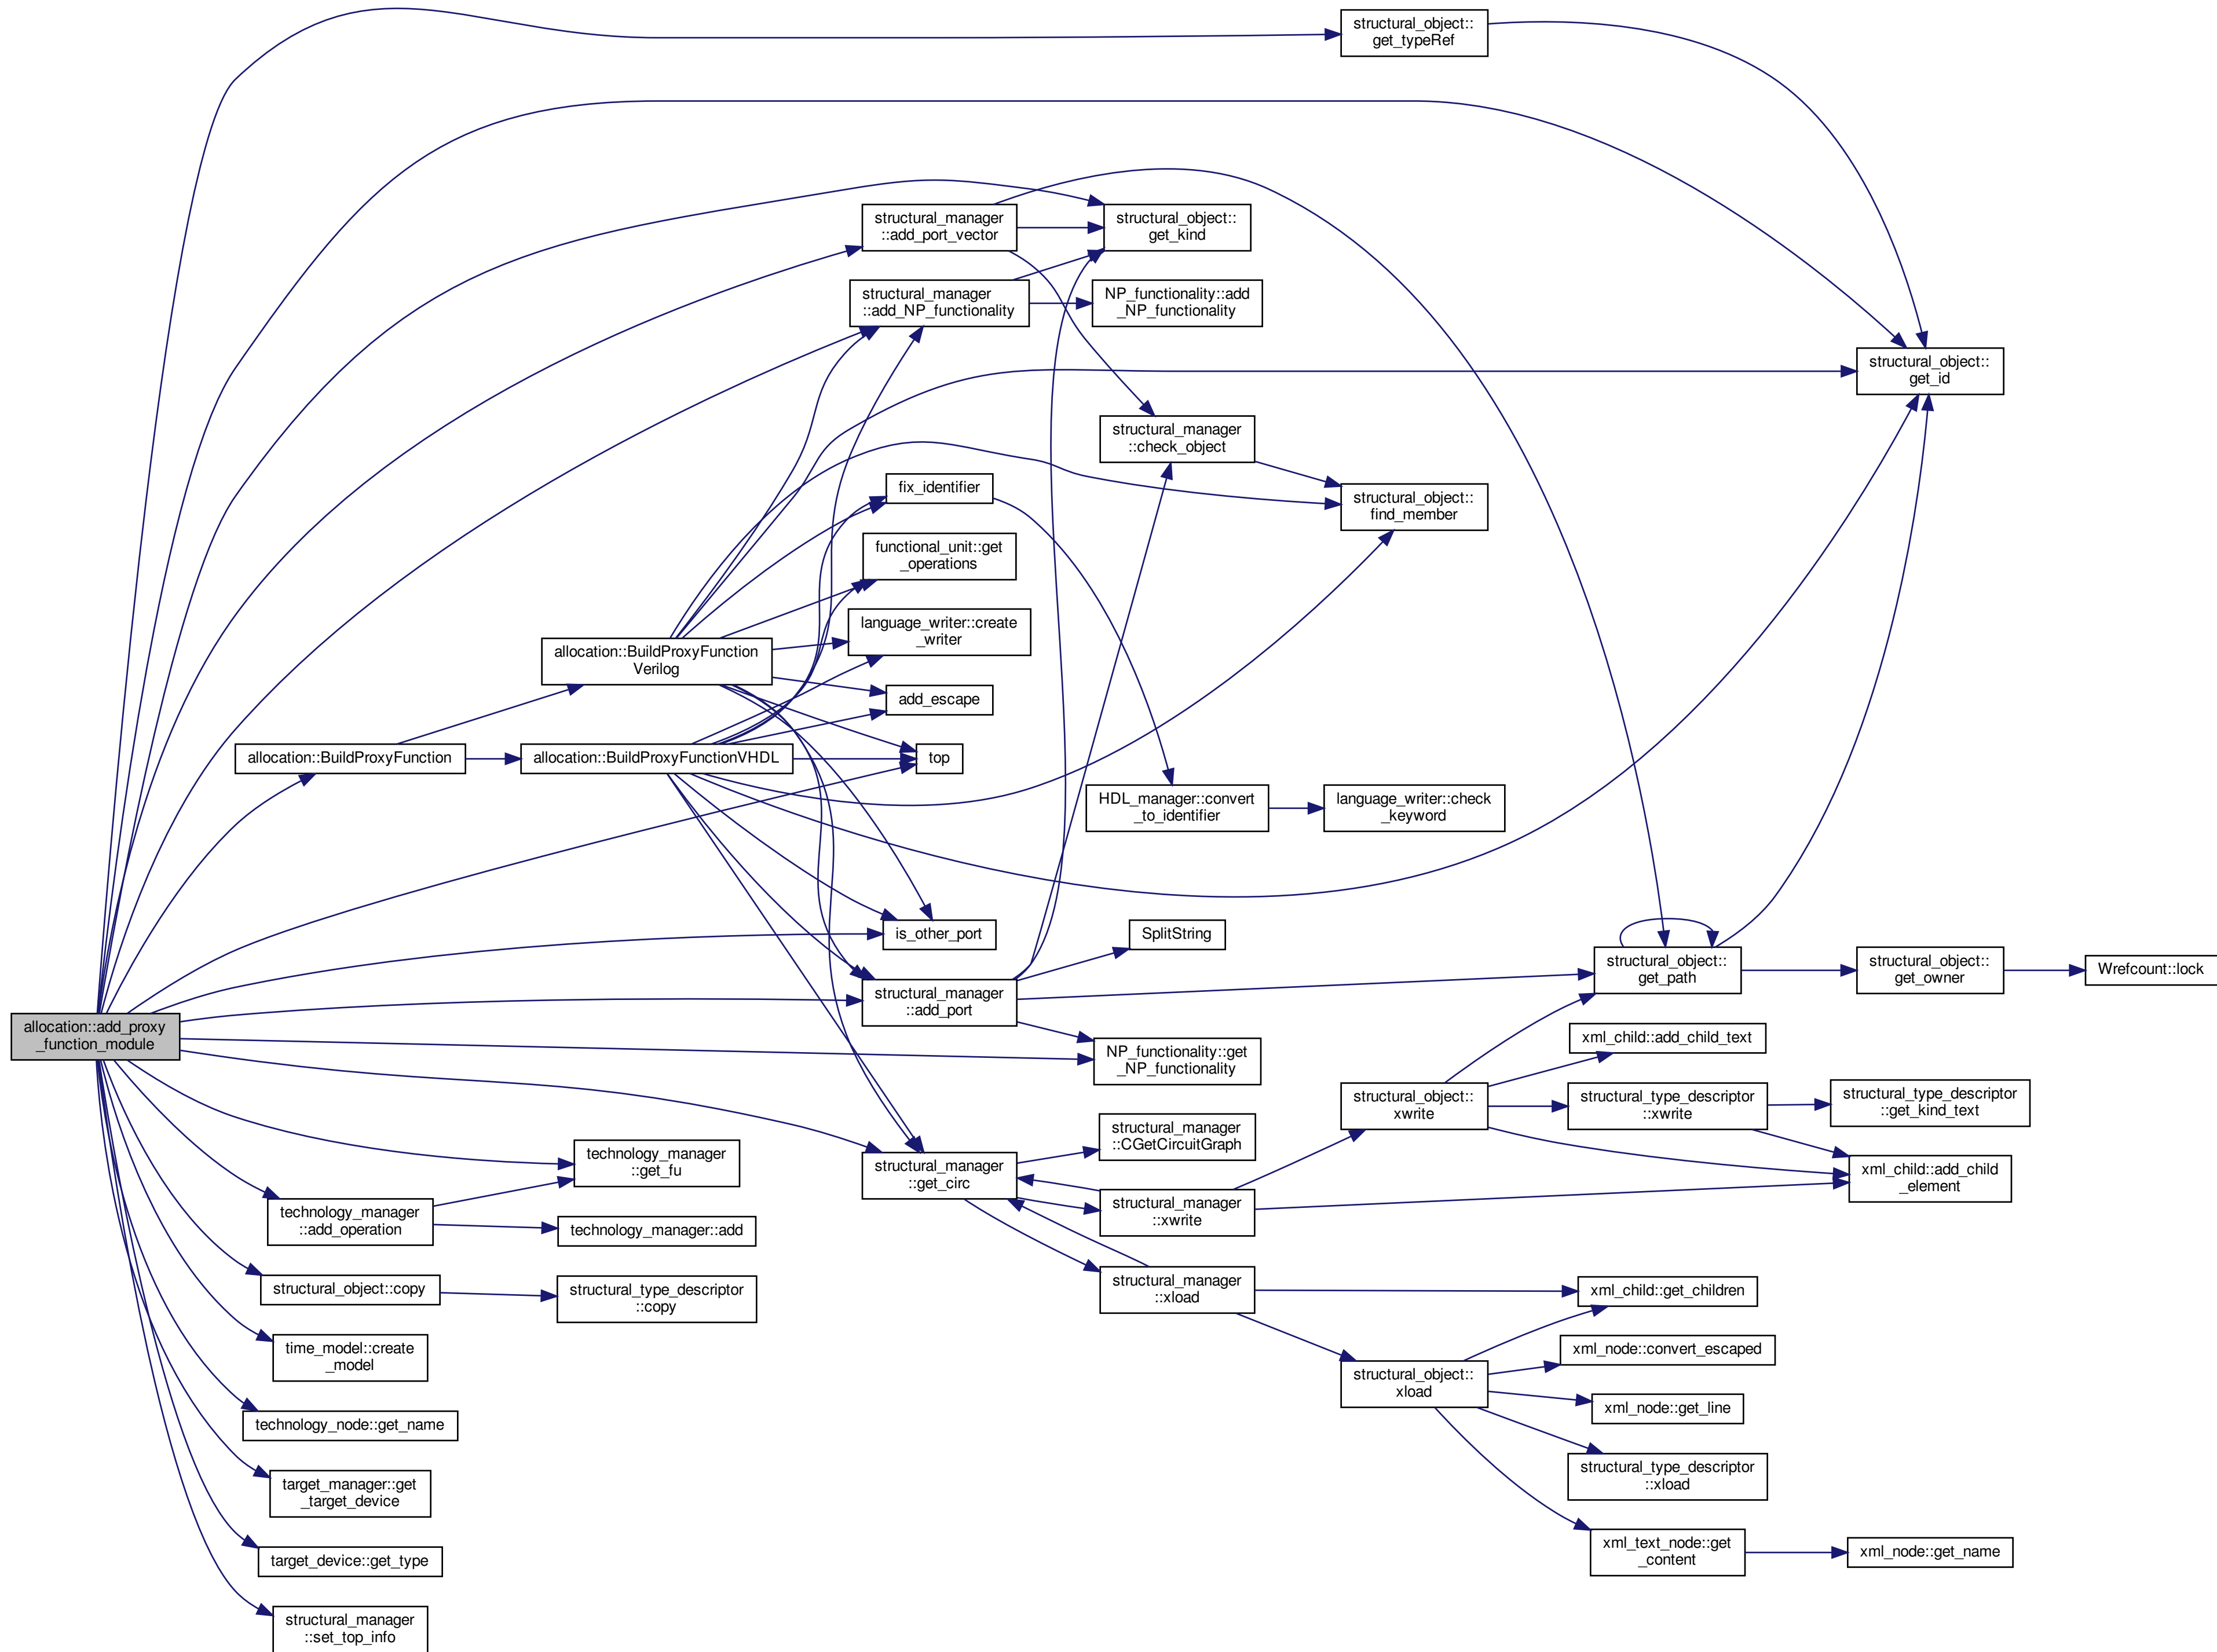 structural_object::
get_typeRef
structural_manager
::add_port_vector
structural_object::
get_kind
structural_manager
::add_NP_functionality
NP_functionality::add
_NP_functionality
structural_object::
get_id
structural_manager
::check_object
fix_identifier
structural_object::
find_member
functional_unit::get
_operations
language_writer::create
_writer
allocation::BuildProxyFunction
Verilog
add_escape
allocation::BuildProxyFunction
allocation::BuildProxyFunctionVHDL
top
HDL_manager::convert
_to_identifier
language_writer::check
_keyword
is_other_port
SplitString
structural_object::
get_path
structural_object::
get_owner
Wrefcount::lock
structural_manager
::add_port
allocation::add_proxy
_function_module
NP_functionality::get
_NP_functionality
xml_child::add_child_text
structural_object::
xwrite
structural_type_descriptor
::xwrite
structural_type_descriptor
::get_kind_text
structural_manager
::CGetCircuitGraph
technology_manager
::get_fu
structural_manager
::get_circ
xml_child::add_child
_element
structural_manager
::xwrite
technology_manager
::add_operation
technology_manager::add
structural_object::copy
structural_type_descriptor
::copy
structural_manager
::xload
xml_child::get_children
time_model::create
_model
xml_node::convert_escaped
structural_object::
xload
xml_node::get_line
technology_node::get_name
structural_type_descriptor
::xload
target_manager::get
_target_device
xml_text_node::get
_content
xml_node::get_name
target_device::get_type
structural_manager
::set_top_info